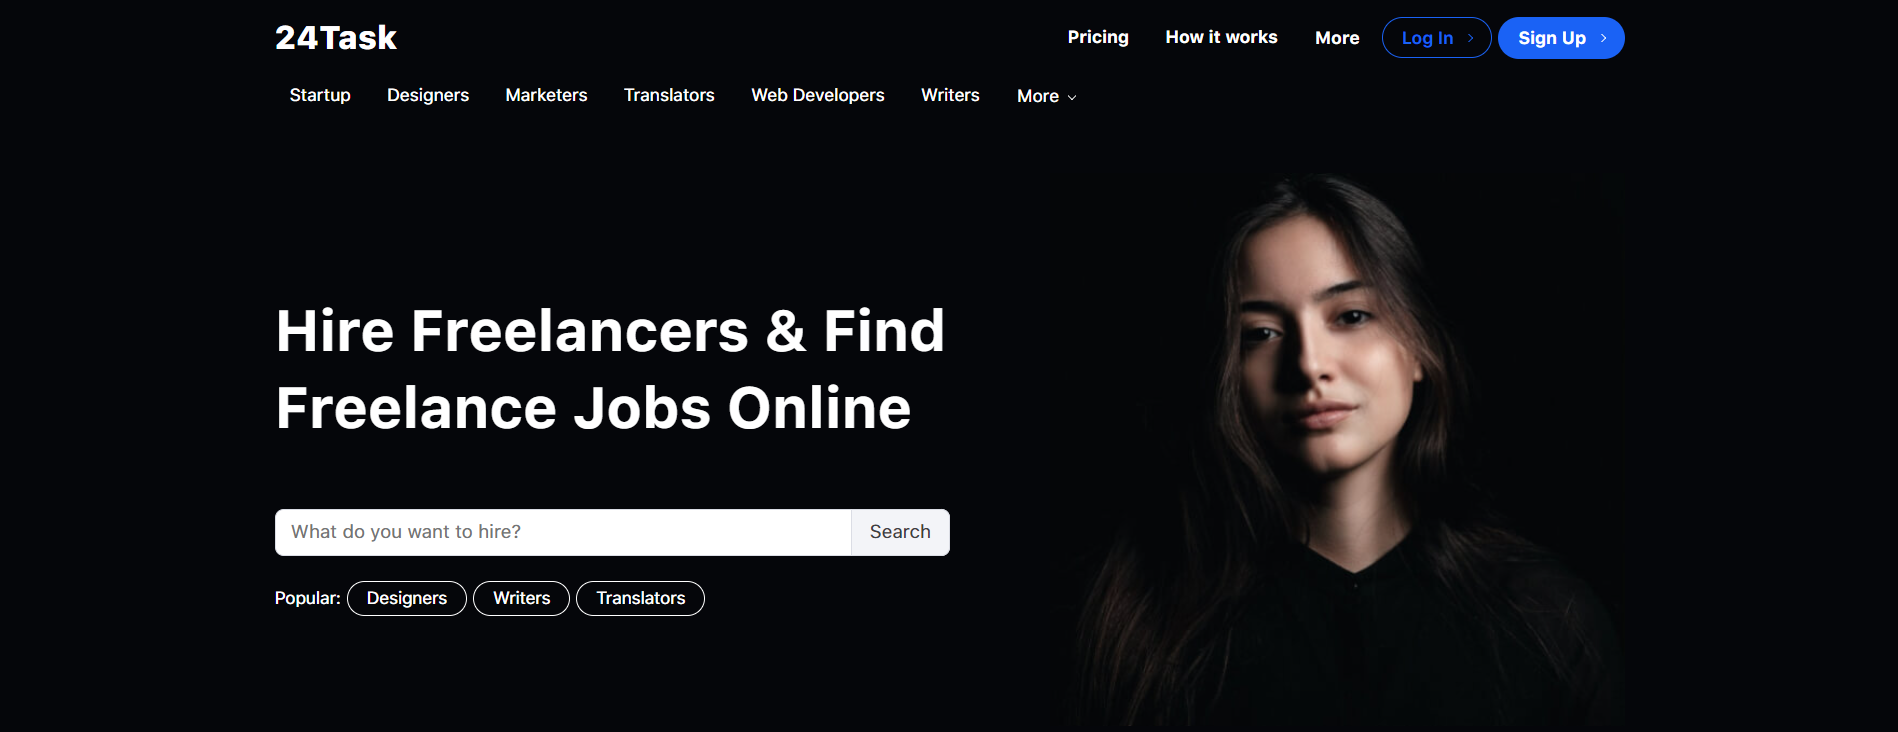 24Task
Pricing How it works More Log In Sign Up
Startup Designers Marketers Translators Web Developers Writers More
Hire Freelancers & Find
Freelance Jobs Online
What do you want to hire? Search
Popular: Designers Writers Translators